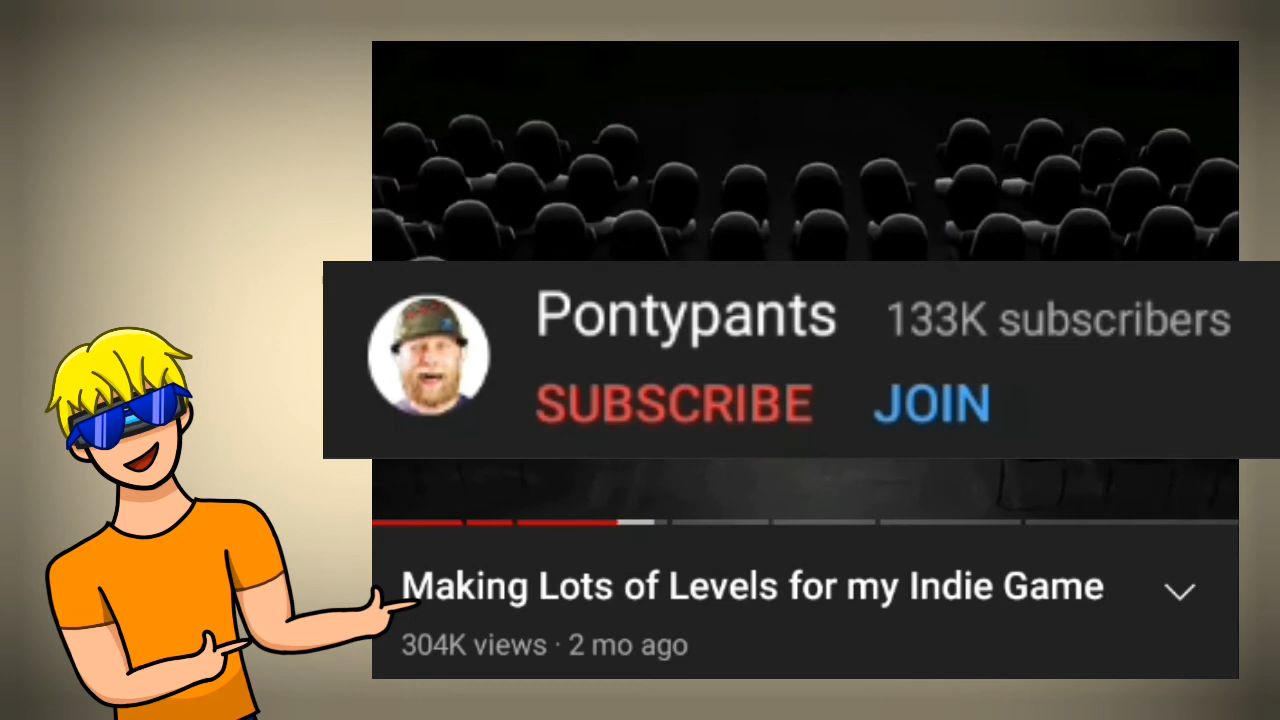 Pontypants 133K subscribers
SUBSCRIBE JOIN
Making Lots of Levels for my Indie Game
304K views · 2 mo ago